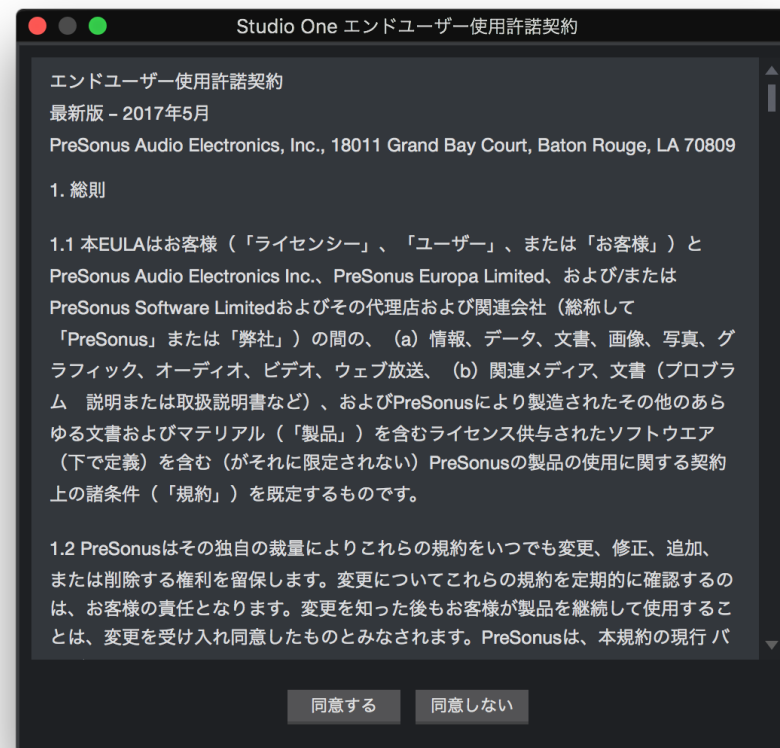 Studio One エンドユーザー使用許諾契約
エンドユーザー使用許諾契約
最新版 – 2017年5月
PreSonus Audio Electronics, Inc., 18011 Grand Bay Court, Baton Rouge, LA 70809
1. 総則
1.1 本EULAはお客様（「ライセンシー」、「ユーザー」、または「お客様」）と
PreSonus Audio Electronics Inc.、PreSonus Europa Limited、および/または
PreSonus Software Limitedおよびその代理店および関連会社（総称して
「PreSonus」または「弊社」）の間の、（a）情報、データ、文書、画像、写真、グ
ラフィック、オーディオ、ビデオ、ウェブ放送、（b）関連メディア、文書（プロブラ
ム　説明または取扱説明書など）、およびPreSonusにより製造されたその他のあら
ゆる文書およびマテリアル（「製品」）を含むライセンス供与されたソフトウエア
（下で定義）を含む（がそれに限定されない）PreSonusの製品の使用に関する契約
上の諸条件（「規約」）を既定するものです。
1.2 PreSonusはその独自の裁量によりこれらの規約をいつでも変更、修正、追加、
または削除する権利を留保します。変更についてこれらの規約を定期的に確認するの
は、お客様の責任となります。変更を知った後もお客様が製品を継続して使用するこ
とは、変更を受け入れ同意したものとみなされます。PreSonusは、本規約の現行 バ
同意する
同意しない